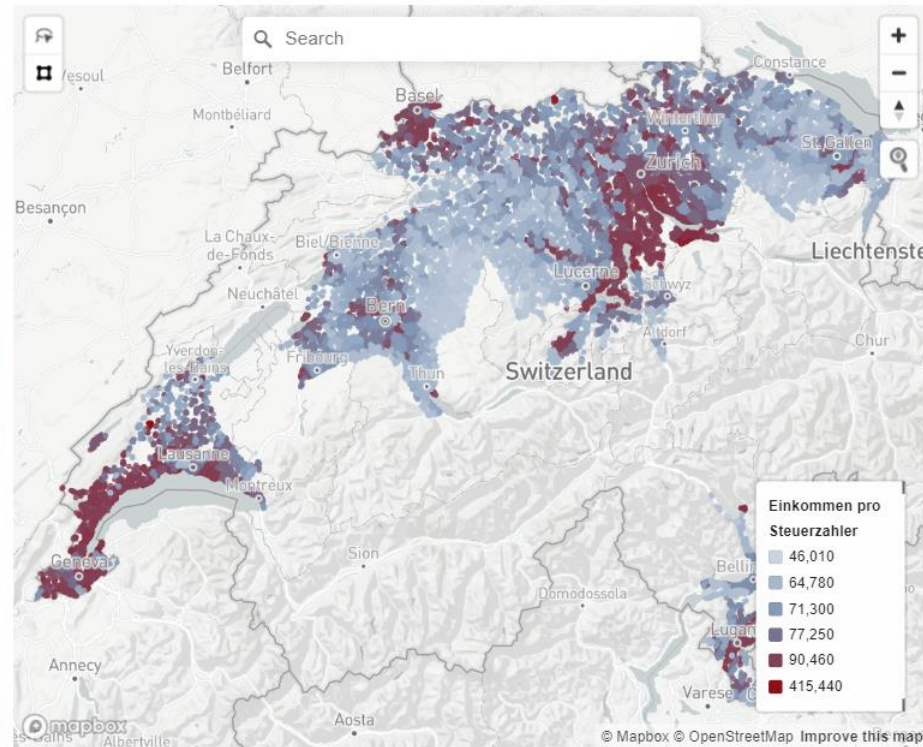 Search
Constance
Vesoul
Belfort
Basel
Montbéliard
Winterthur
St. Gallen
Zurich
Besançon
La Chaux-
de-Fonds
Biel/Bienne
Liechtenste
Lucerne
Schwyz
Neuchâtel
Bern
Altdorf
Chur
Yverdon-
les-Bains
Fribourg
Thun
Switzerland
Lausanne
Montreux
Einkommen pro
Steuerzahler
46,010
64,780
71,300
77,250
90,460
415,440
Geneva
Sion
Bellin
Domodossola
Lugan
Annecy
Varese
Aosta
mapbox
Albertville
© Mapbox © OpenStreetMap Improve this map